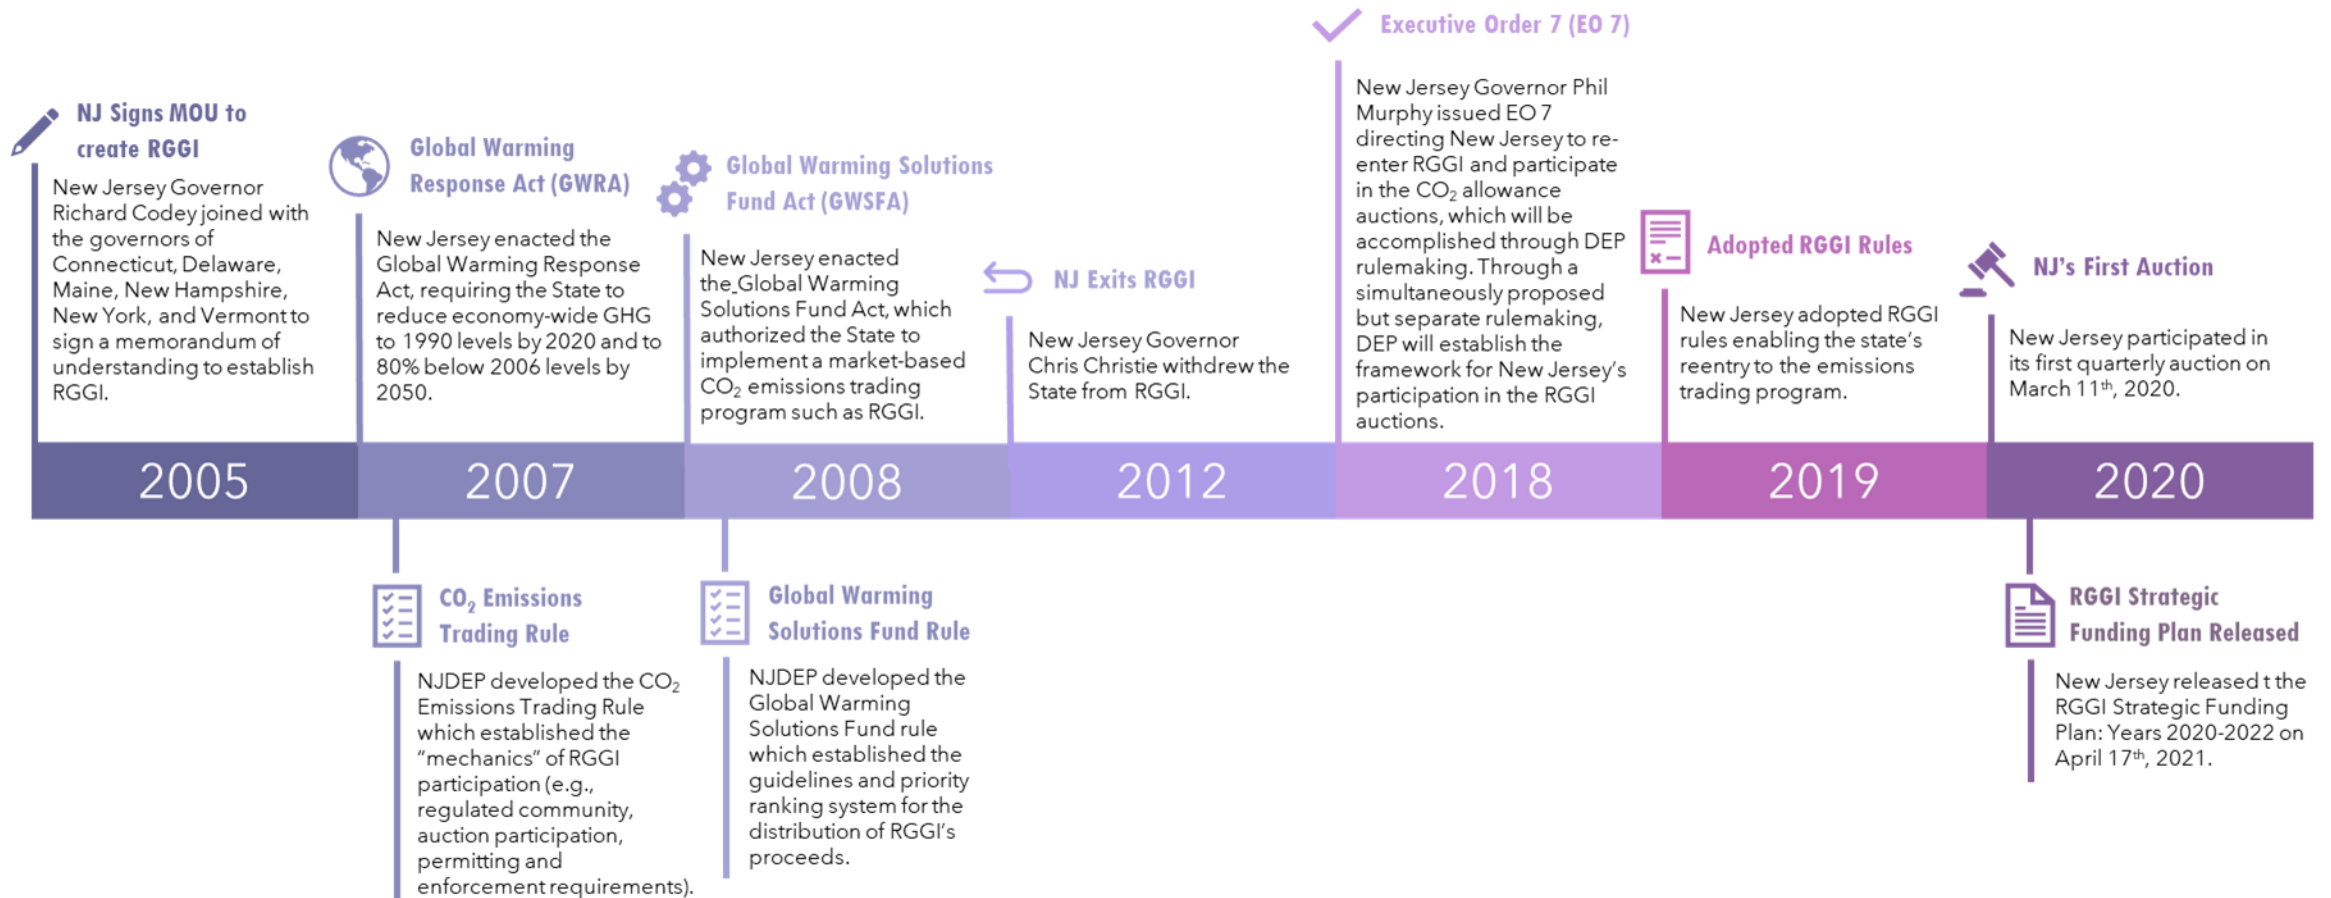 NJ Signs MOU to
create RGGI
New Jersey Governor
Richard Codey joined with
the governors of
Connecticut, Delaware,
Maine, New Hampshire,
New York, and Vermont to
sign a memorandum of
understanding to establish
RGGI.
Global Warming
Response Act (GWRA)
New Jersey enacted the
Global Warming Response
Act, requiring the State to
reduce economy-wide GHG
to 1990 levels by 2020 and to
80% below 2006 levels by
2050.
Global Warming Solutions
Fund Act (GWSFA)
New Jersey enacted
the Global Warming
Solutions Fund Act, which
authorized the State to
implement a market-based
CO₂ emissions trading
program such as RGGI.
NJ Exits RGGI
New Jersey Governor
Chris Christie withdrew the
State from RGGI.
Executive Order 7 (EO 7)
New Jersey Governor Phil
Murphy issued EO 7
directing New Jersey to re-
enter RGGI and participate
in the CO₂ allowance
auctions, which will be
accomplished through DEP
rulemaking. Through a
simultaneously proposed
but separate rulemaking,
DEP will establish the
framework for New Jersey's
participation in the RGGI
auctions.
Adopted RGGI Rules
New Jersey adopted RGGI
rules enabling the state's
reentry to the emissions
trading program.
NJ's First Auction
New Jersey participated in
its first quarterly auction on
March 11th, 2020.
2005
2007
2008
2012
2018
2019
2020
CO₂ Emissions
Trading Rule
NJDEP developed the CO₂
Emissions Trading Rule
which established the
"mechanics" of RGGI
participation (e.g.,
regulated community,
auction participation,
permitting and
enforcement requirements).
Global Warming
Solutions Fund Rule
NJDEP developed the
Global Warming
Solutions Fund rule
which established the
guidelines and priority
ranking system for the
distribution of RGGI's
proceeds.
RGGI Strategic
Funding Plan Released
New Jersey released t the
RGGI Strategic Funding
Plan: Years 2020-2022 on
April 17th, 2021.